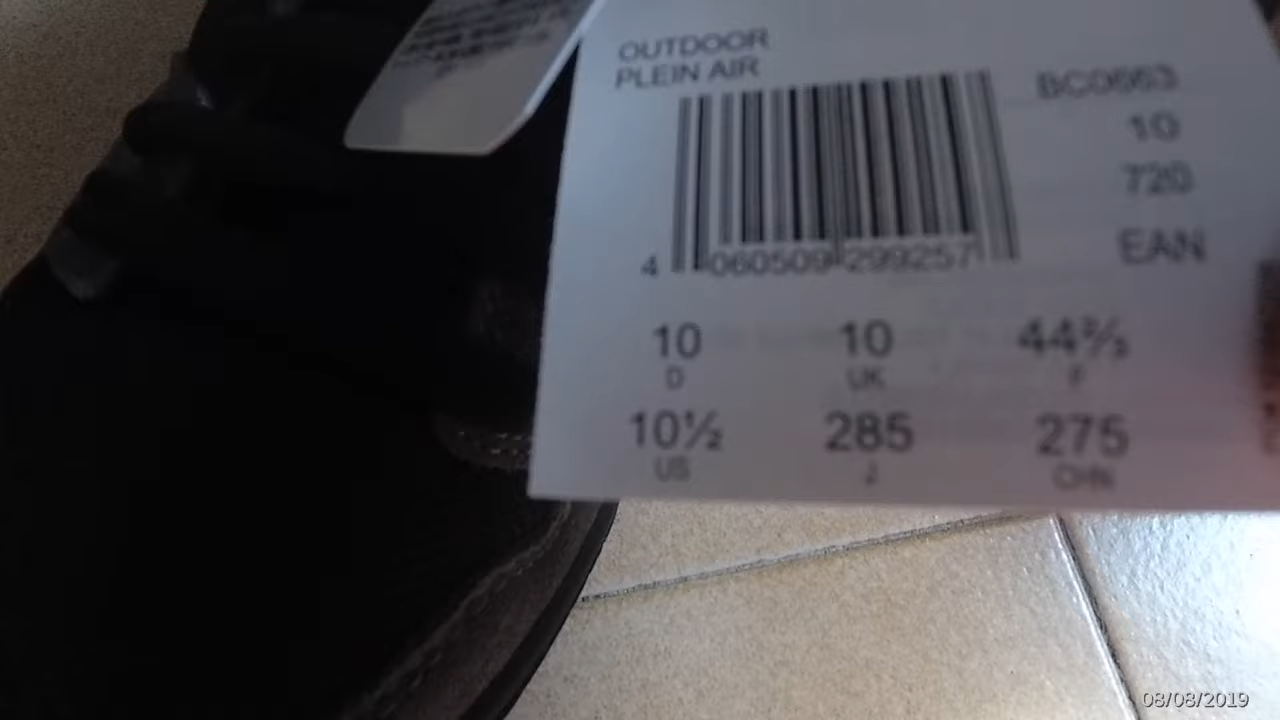 OUTDOOR
PLEIN AIR
BC0663
10
720
EAN
4 060509 299257
10 10 44⅔
D UK F
10½ 285 275
US J CHN
08/08/2019